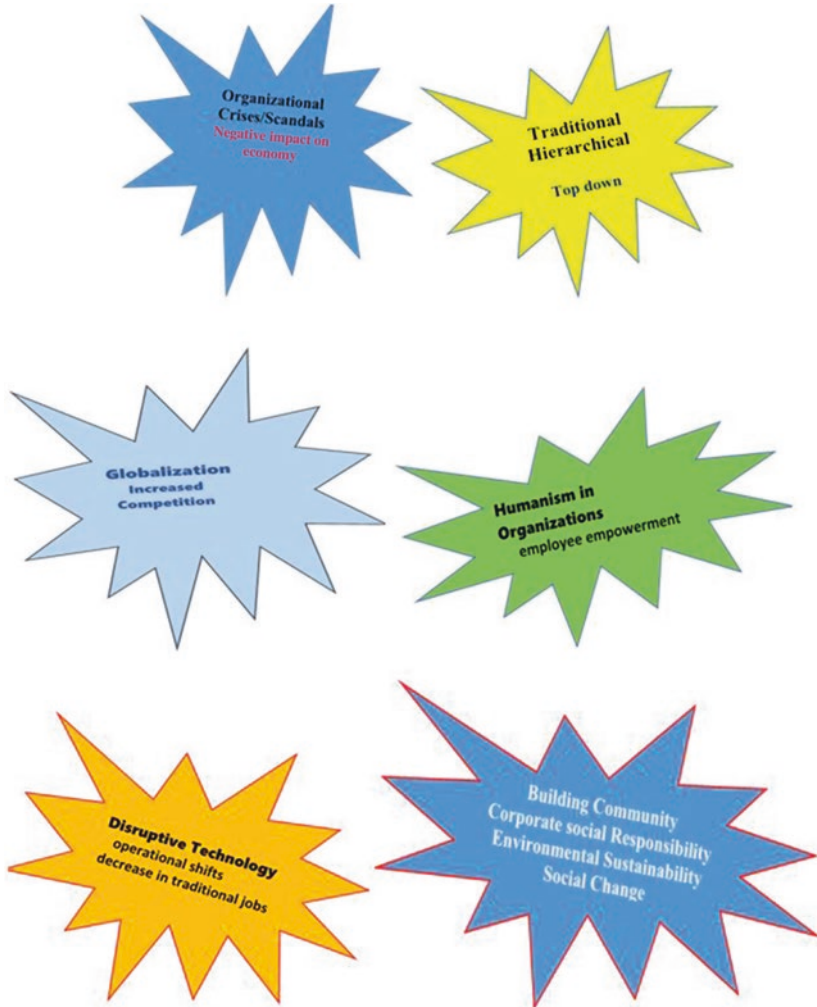 Organizational
Crises/Scandals
Negative impact on
economy
Traditional
Hierarchical
Top down
Globalization
Increased
Competition
Humanism in
Organizations
employee empowerment
Disruptive Technology
operational shifts
decrease in traditional jobs
Building Community
Corporate social Responsibility
Environmental Sustainability
Social Change